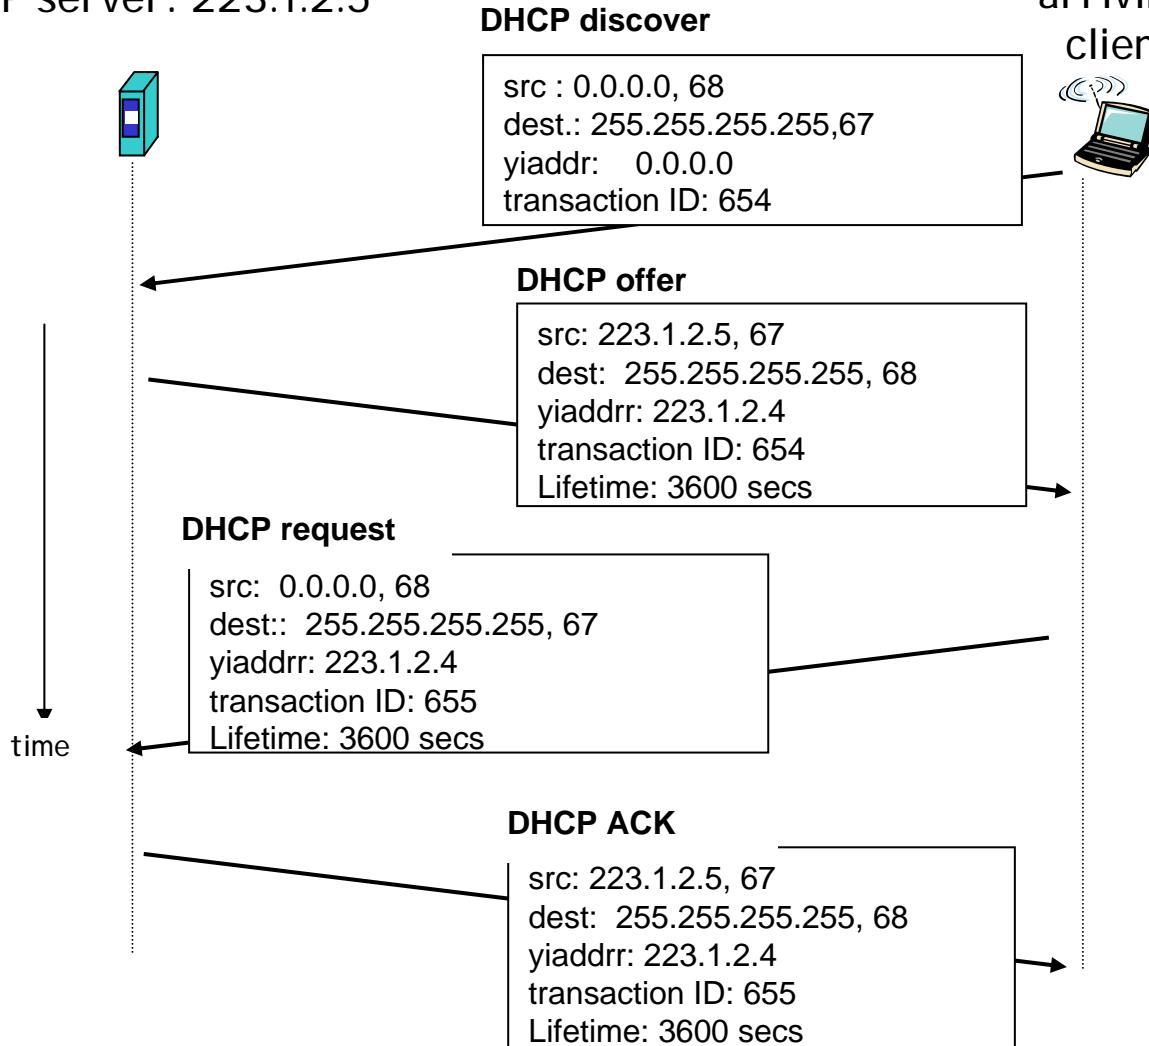 server: 223.1.2.5
DHCP discover
src : 0.0.0.0, 68
dest.: 255.255.255.255,67
yiaddr: 0.0.0.0
transaction ID: 654
DHCP offer
src: 223.1.2.5, 67
dest: 255.255.255.255, 68
yiaddrr: 223.1.2.4
transaction ID: 654
Lifetime: 3600 secs
DHCP request
src: 0.0.0.0, 68
dest:: 255.255.255.255, 67
yiaddrr: 223.1.2.4
transaction ID: 655
Lifetime: 3600 secs
time
DHCP ACK
src: 223.1.2.5, 67
dest: 255.255.255.255, 68
yiaddrr: 223.1.2.4
transaction ID: 655
Lifetime: 3600 secs